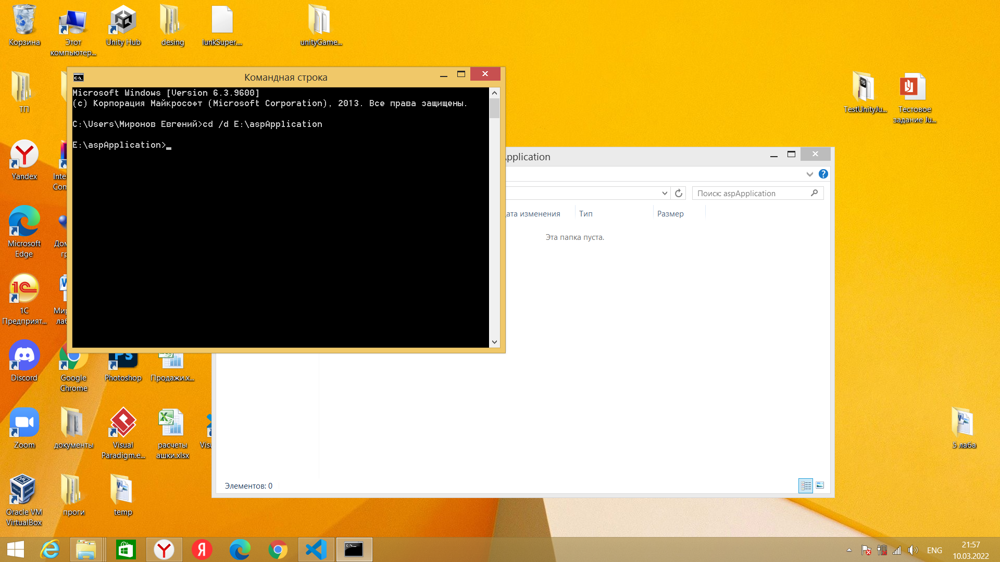 Корзина
Этот
компьютер...
Unity Hub
desing
lunkSuper....
unityGame...
ТП
TestUnityJu...
Тестовое
задание Ju...
Командная строка
Microsoft Windows [Version 6.3.9600]
(c) Корпорация Майкрософт (Microsoft Corporation), 2013. Все права защищены.
C:\Users\Миронов Евгений>cd /d E:\aspApplication
E:\aspApplication>
pplication
Поиск: aspApplication
ата изменения
Тип
Размер
Эта папка пуста.
Элементов: 0
Yandex
Inte
Com
Microsoft
Edge
Дом
гр
1С
Предприят...
Мир
лаб
Discord
Google
Chrome
Photoshop
Продажи.x...
Zoom
документы
Visual
Paradigm.e...
расчеты
ашки.xlsx
Visu
5 лаба
Oracle VM
VirtualBox
проги
temp
ENG
21:57
10.03.2022